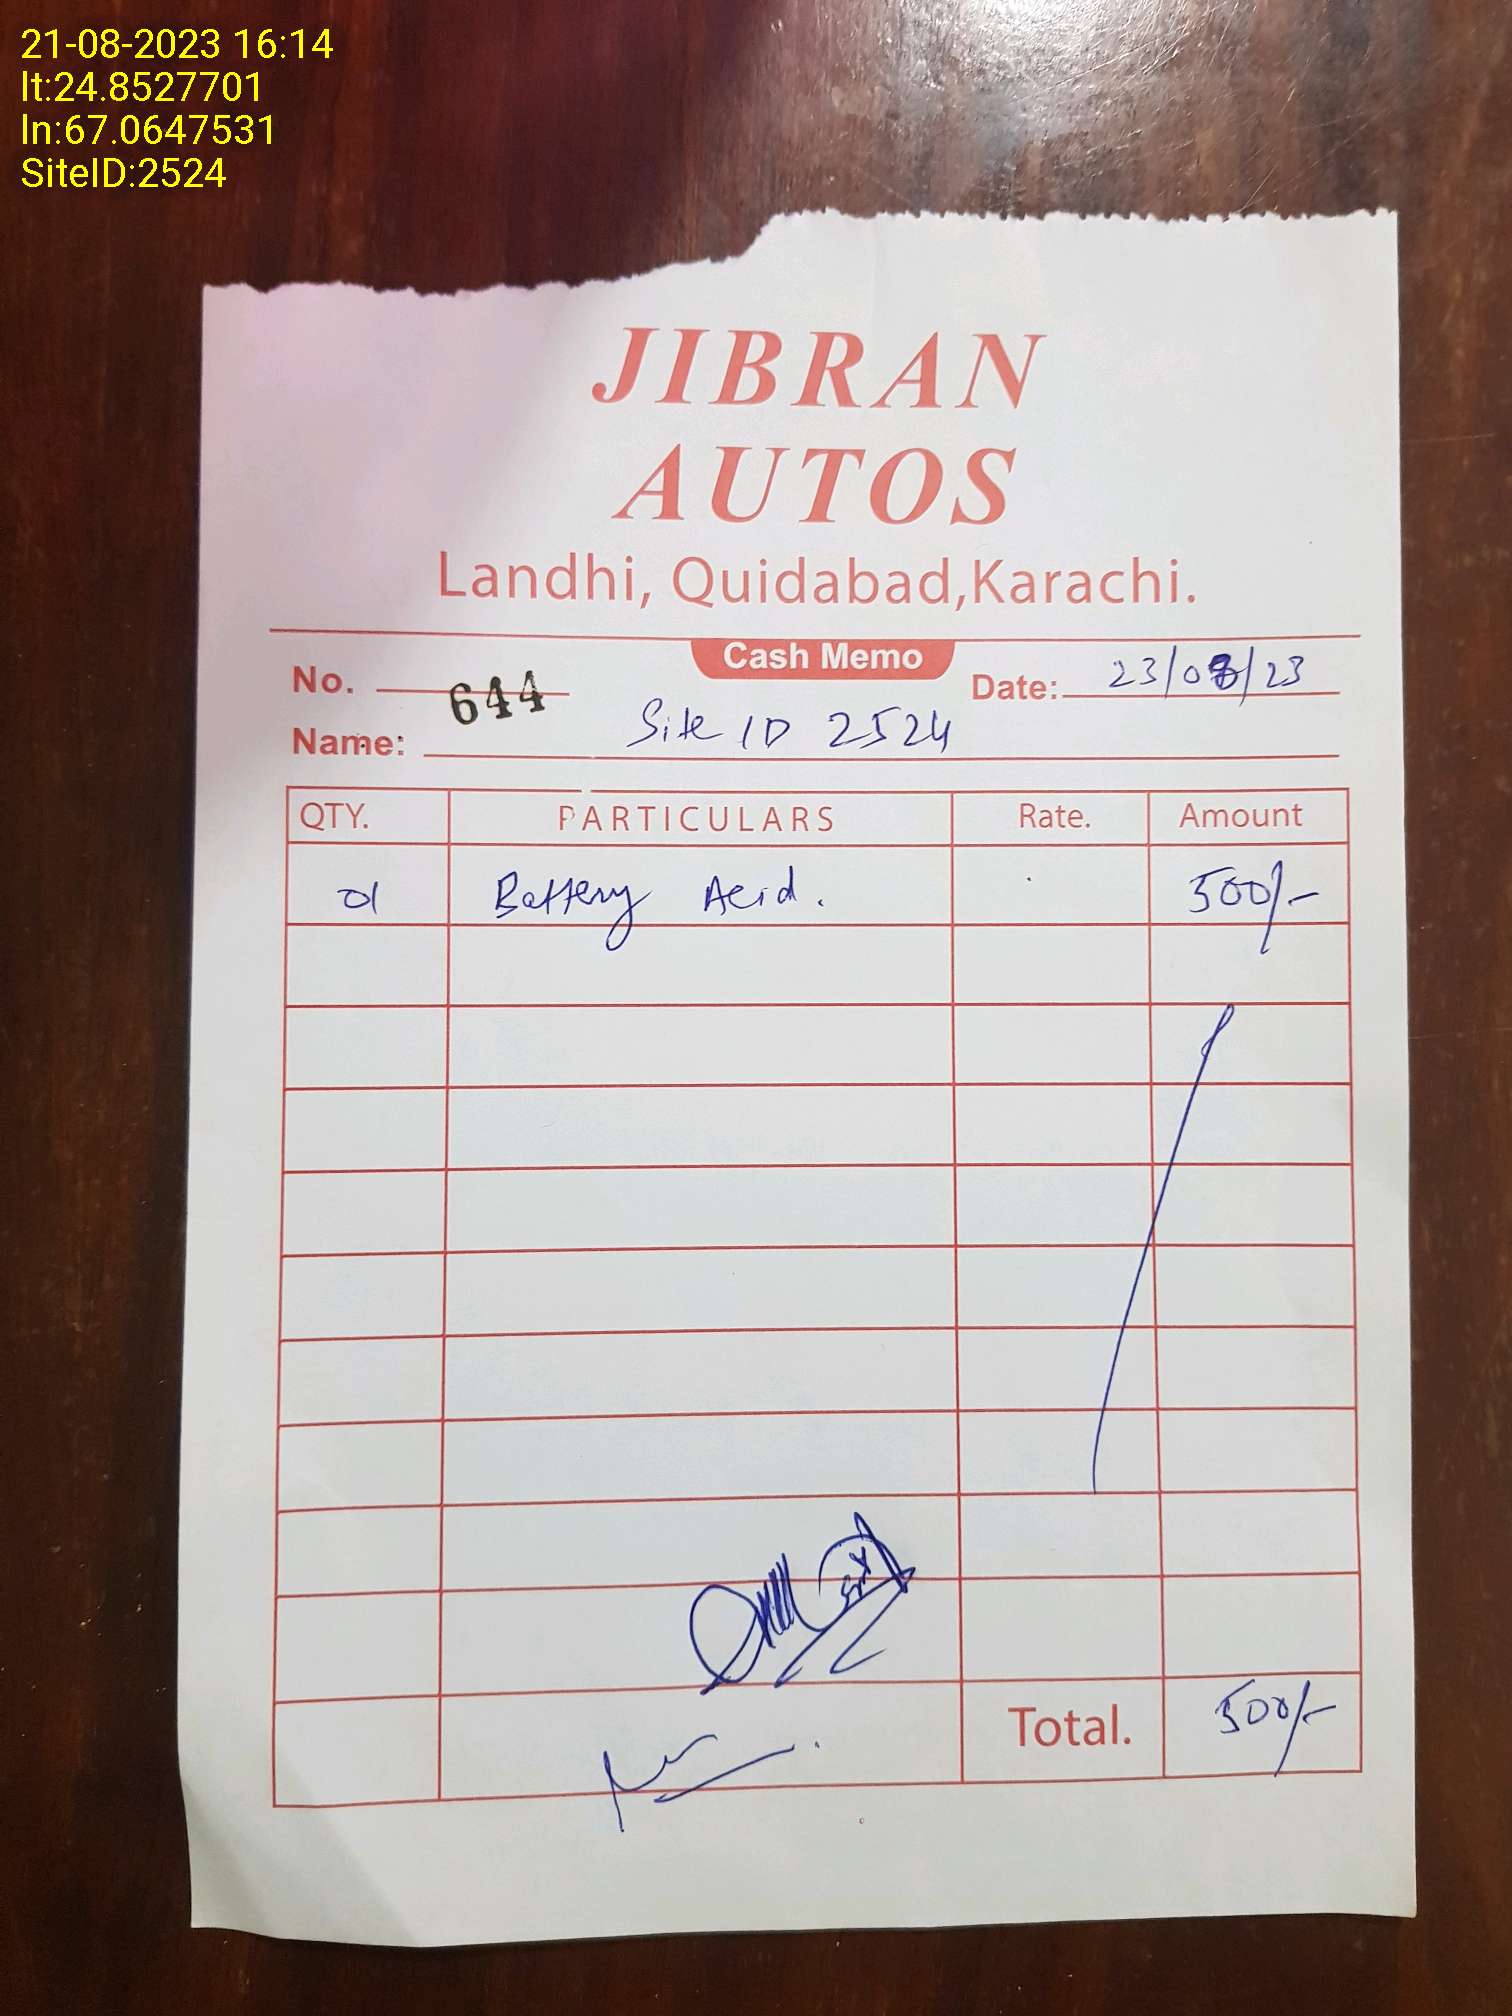 21-08-2023 16:14
lt:24.8527701
ln:67.0647531
SiteID:2524
JIBRAN
AUTOS
Landhi, Quidabad,Karachi.
Cash Memo
No. 644 Date: 23/08/23
Name: Site ID 2524
QTY. PARTICULARS Rate. Amount
01 Battery Acid. 500/-
Total. 500/-